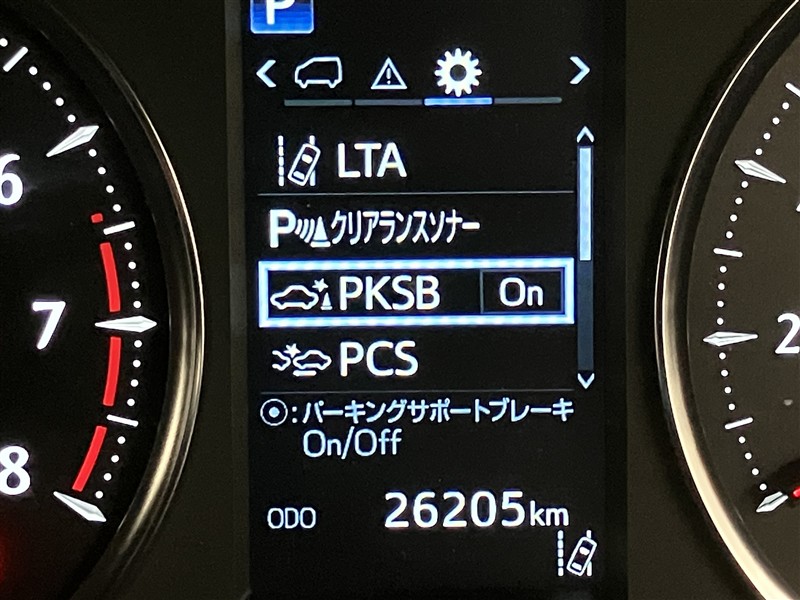 P
LTA
Pクリアランスソナー
PKSB On
PCS
:パーキングサポートブレーキ
On/Off
ODO 26205km
6
7
8
2